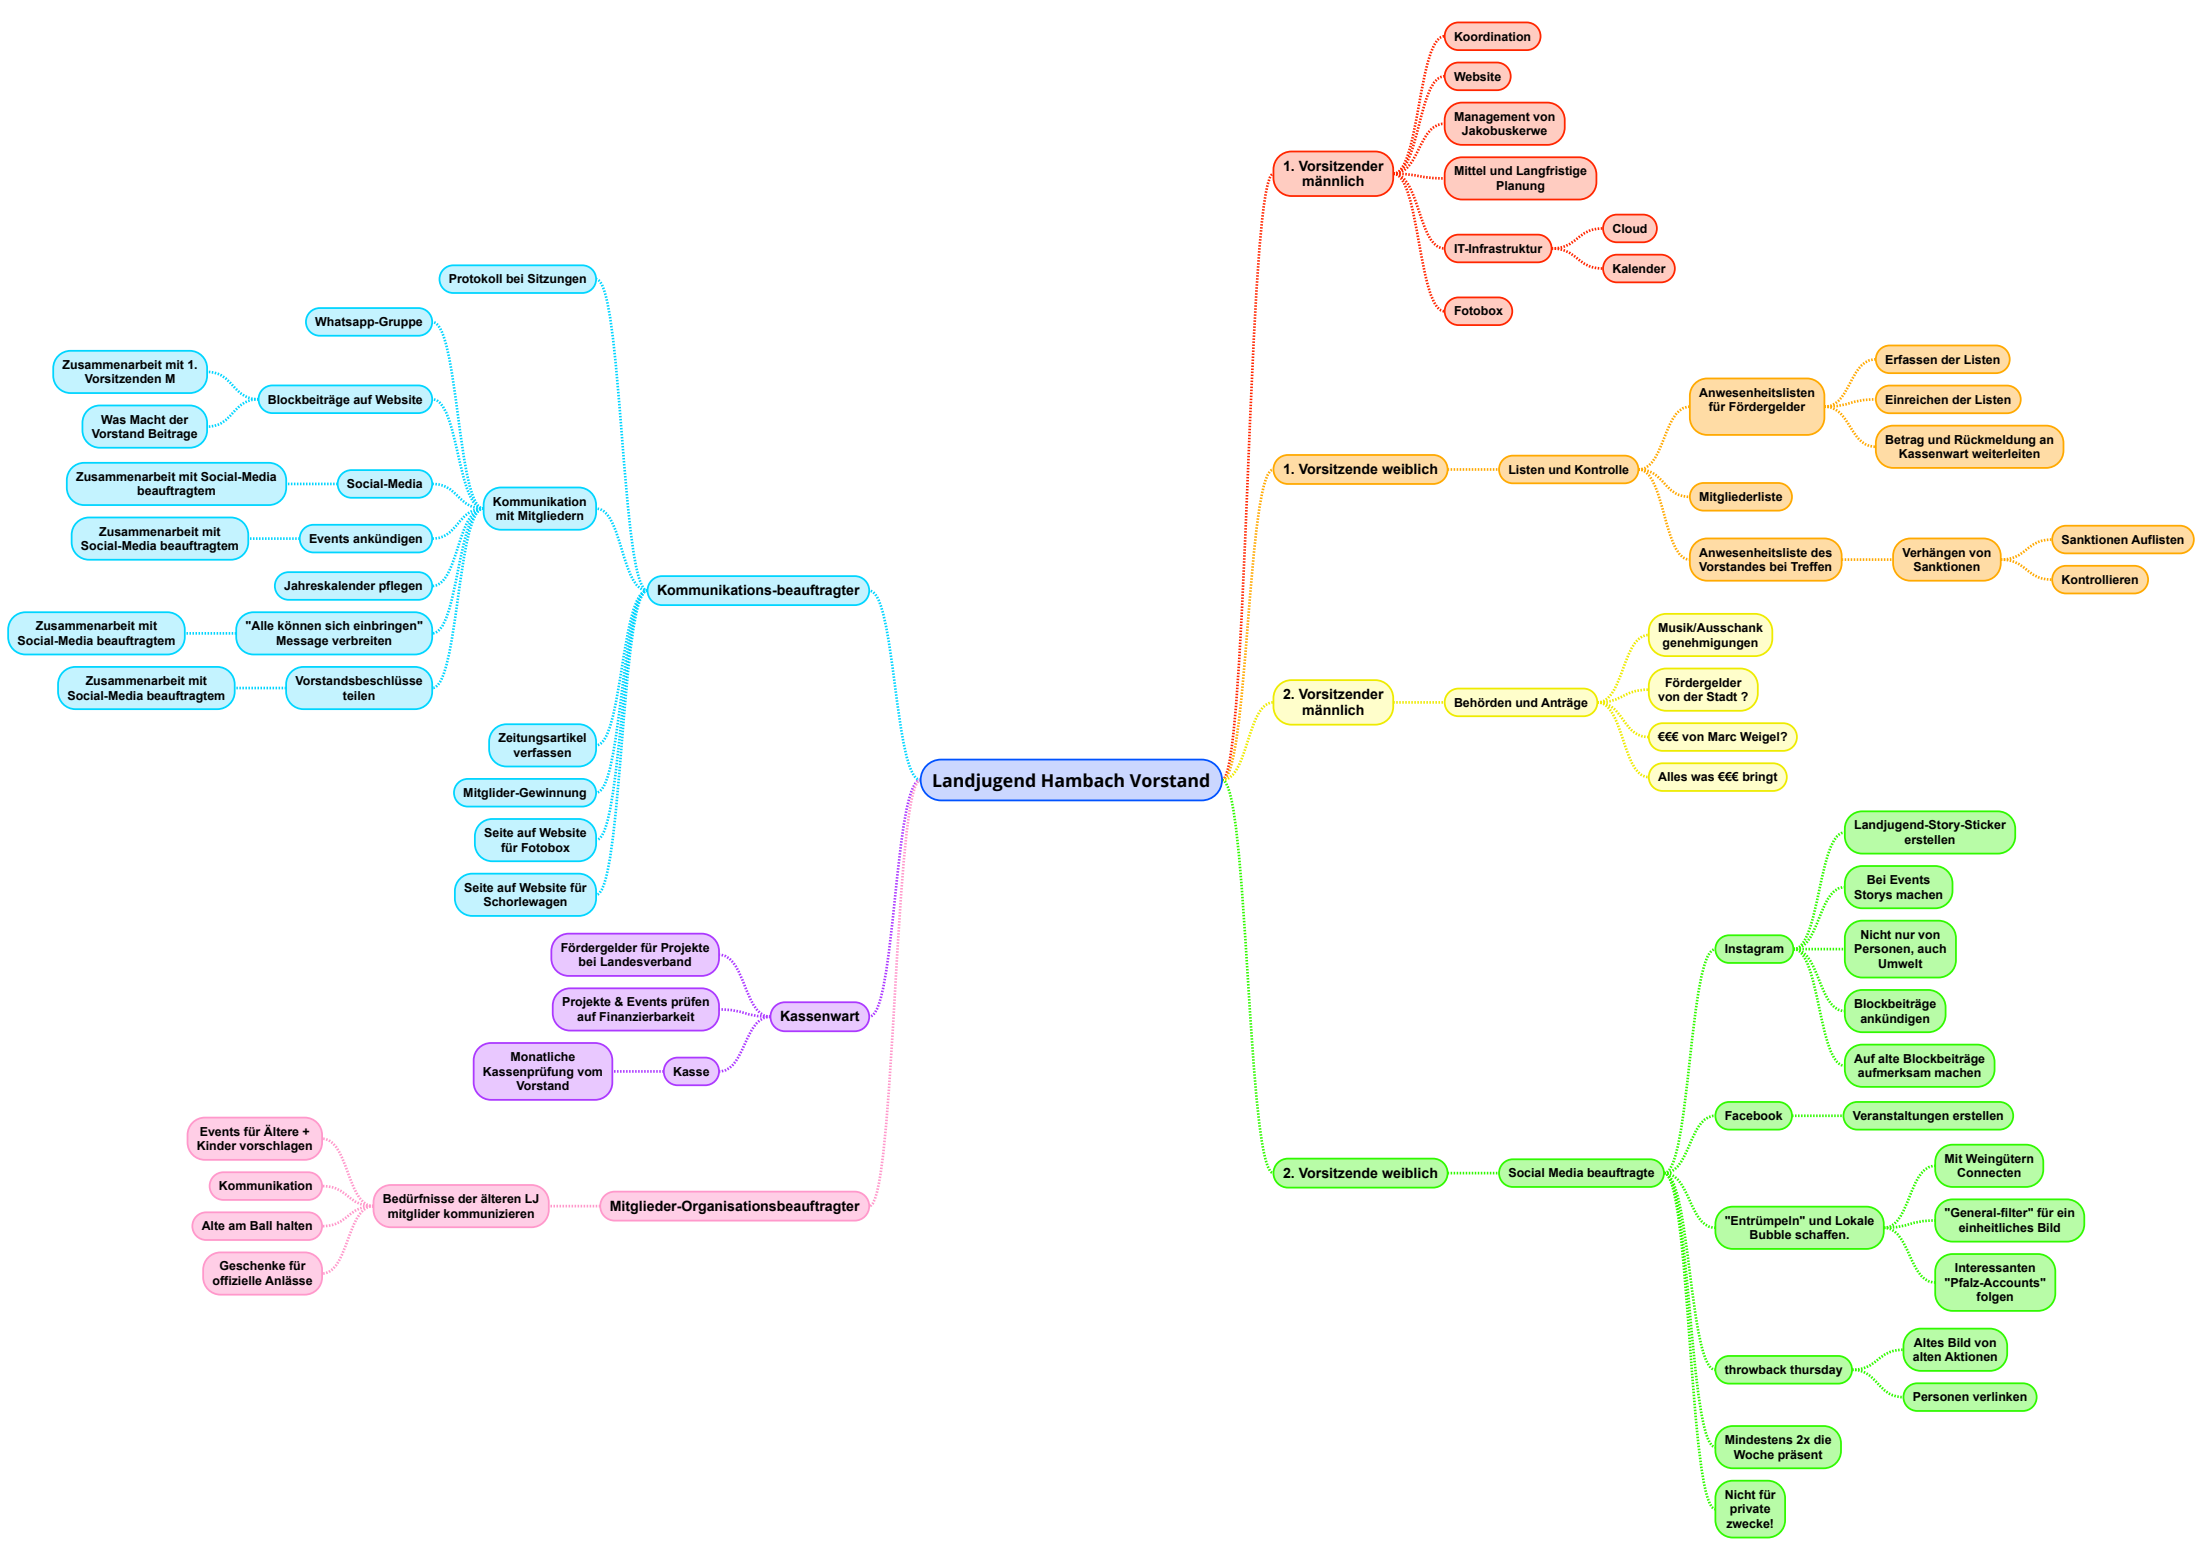 Landjugend Hambach Vorstand
1. Vorsitzender
männlich
Koordination
Website
Management von
Jakobuskerwe
Mittel und Langfristige
Planung
IT-Infrastruktur
Cloud
Kalender
Fotobox
1. Vorsitzende weiblich
Listen und Kontrolle
Anwesenheitslisten
für Fördergelder
Erfassen der Listen
Einreichen der Listen
Betrag und Rückmeldung an
Kassenwart weiterleiten
Mitgliederliste
Anwesenheitsliste des
Vorstandes bei Treffen
Verhängen von
Sanktionen
Sanktionen Auflisten
Kontrollieren
2. Vorsitzender
männlich
Behörden und Anträge
Musik/Ausschank
genehmigungen
Fördergelder
von der Stadt ?
€€€ von Marc Weigel?
Alles was €€€ bringt
2. Vorsitzende weiblich
Social Media beauftragte
Instagram
Landjugend-Story-Sticker
erstellen
Bei Events
Storys machen
Nicht nur von
Personen, auch
Umwelt
Blockbeiträge
ankündigen
Auf alte Blockbeiträge
aufmerksam machen
Facebook
Veranstaltungen erstellen
"Entrümpeln" und Lokale
Bubble schaffen.
Mit Weingütern
Connecten
"General-filter" für ein
einheitliches Bild
Interessanten
"Pfalz-Accounts"
folgen
throwback thursday
Altes Bild von
alten Aktionen
Personen verlinken
Mindestens 2x die
Woche präsent
Nicht für
private
zwecke!
Kommunikations-beauftragter
Protokoll bei Sitzungen
Kommunikation
mit Mitgliedern
Whatsapp-Gruppe
Blockbeiträge auf Website
Zusammenarbeit mit 1.
Vorsitzenden M
Was Macht der
Vorstand Beitrage
Social-Media
Zusammenarbeit mit Social-Media
beauftragtem
Events ankündigen
Zusammenarbeit mit
Social-Media beauftragtem
Jahreskalender pflegen
"Alle können sich einbringen"
Message verbreiten
Zusammenarbeit mit
Social-Media beauftragtem
Vorstandsbeschlüsse
teilen
Zusammenarbeit mit
Social-Media beauftragtem
Zeitungsartikel
verfassen
Mitglider-Gewinnung
Seite auf Website
für Fotobox
Seite auf Website für
Schorlewagen
Kassenwart
Fördergelder für Projekte
bei Landesverband
Projekte & Events prüfen
auf Finanzierbarkeit
Kasse
Monatliche
Kassenprüfung vom
Vorstand
Mitglieder-Organisationsbeauftragter
Bedürfnisse der älteren LJ
mitglider kommunizieren
Events für Ältere +
Kinder vorschlagen
Kommunikation
Alte am Ball halten
Geschenke für
offizielle Anlässe